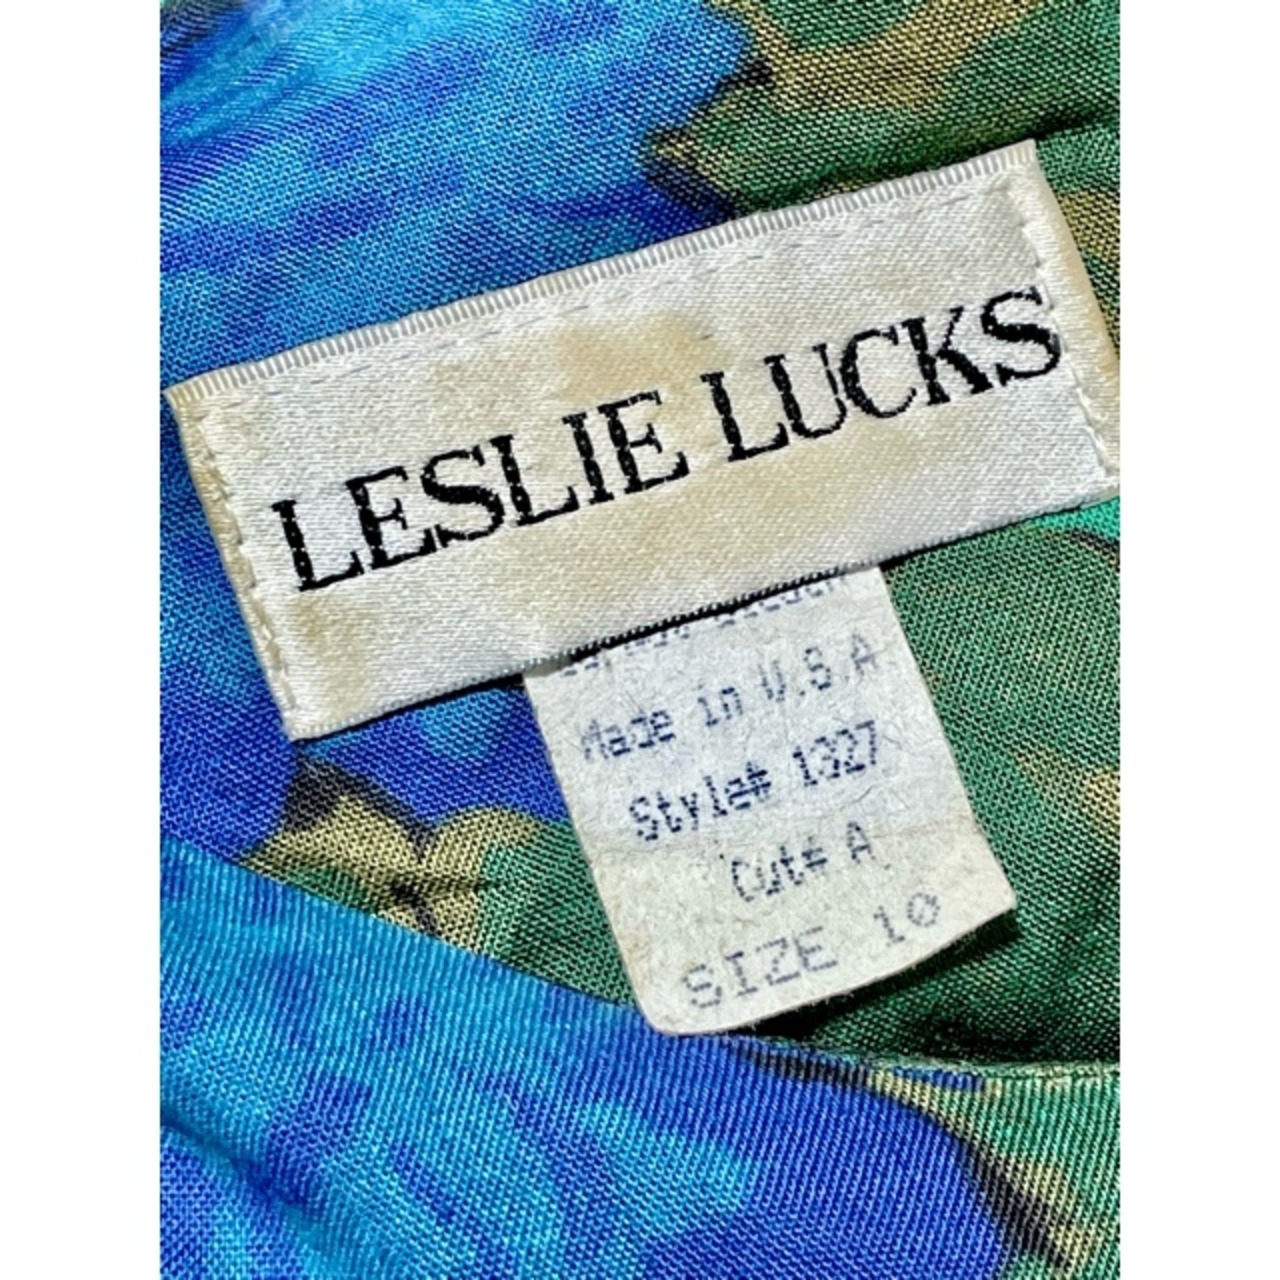 LESLIE LUCKS
Made in U.S.A
Style# 1327
Cut# A
SIZE 10